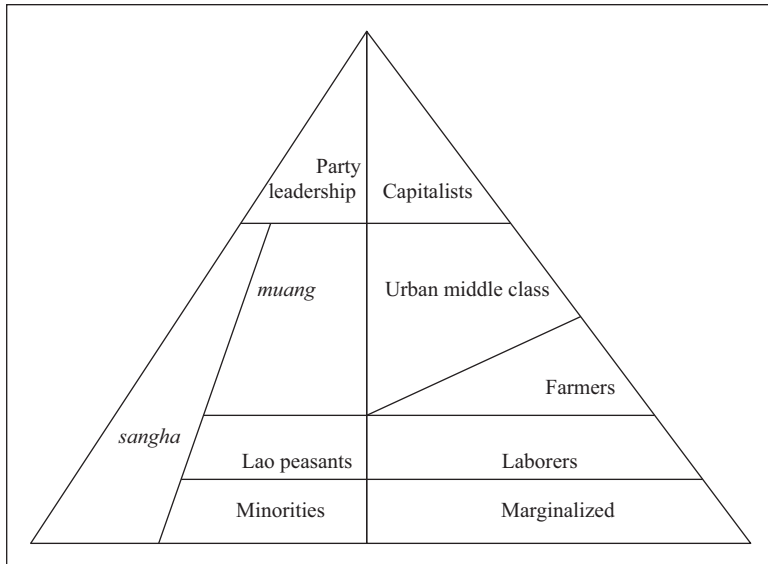 Party
leadership
Capitalists
muang
Urban middle class
Farmers
sangha
Lao peasants
Laborers
Minorities
Marginalized